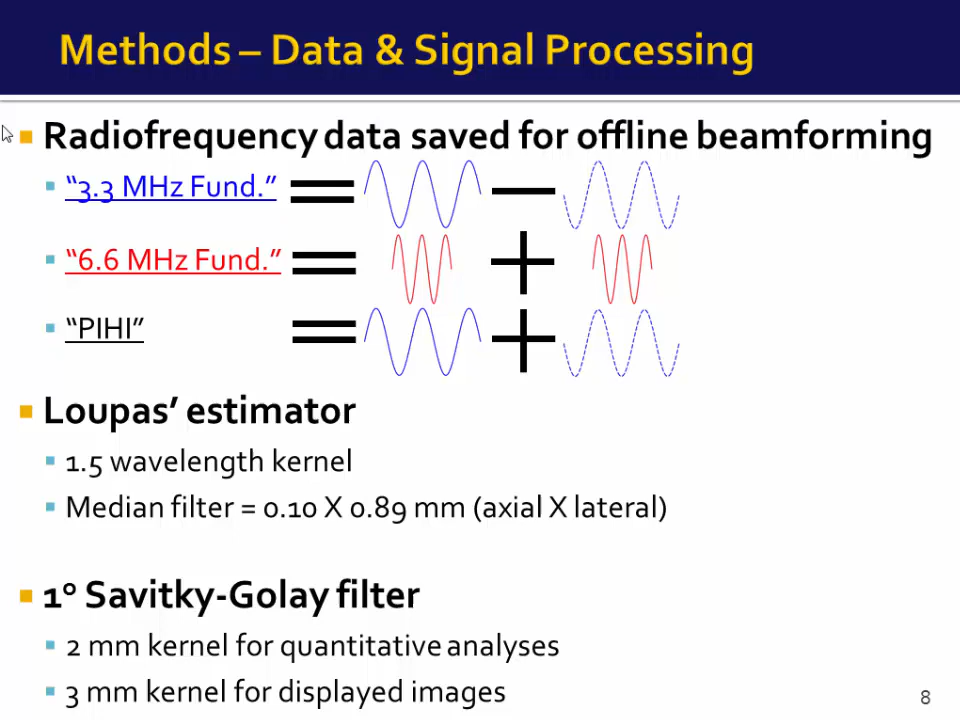 Methods – Data & Signal Processing
Radiofrequency data saved for offline beamforming
“3.3 MHz Fund.” = −
“6.6 MHz Fund.” = +
“PIHI” = +
Loupas’ estimator
1.5 wavelength kernel
Median filter = 0.10 X 0.89 mm (axial X lateral)
1⁰ Savitky-Golay filter
2 mm kernel for quantitative analyses
3 mm kernel for displayed images
8